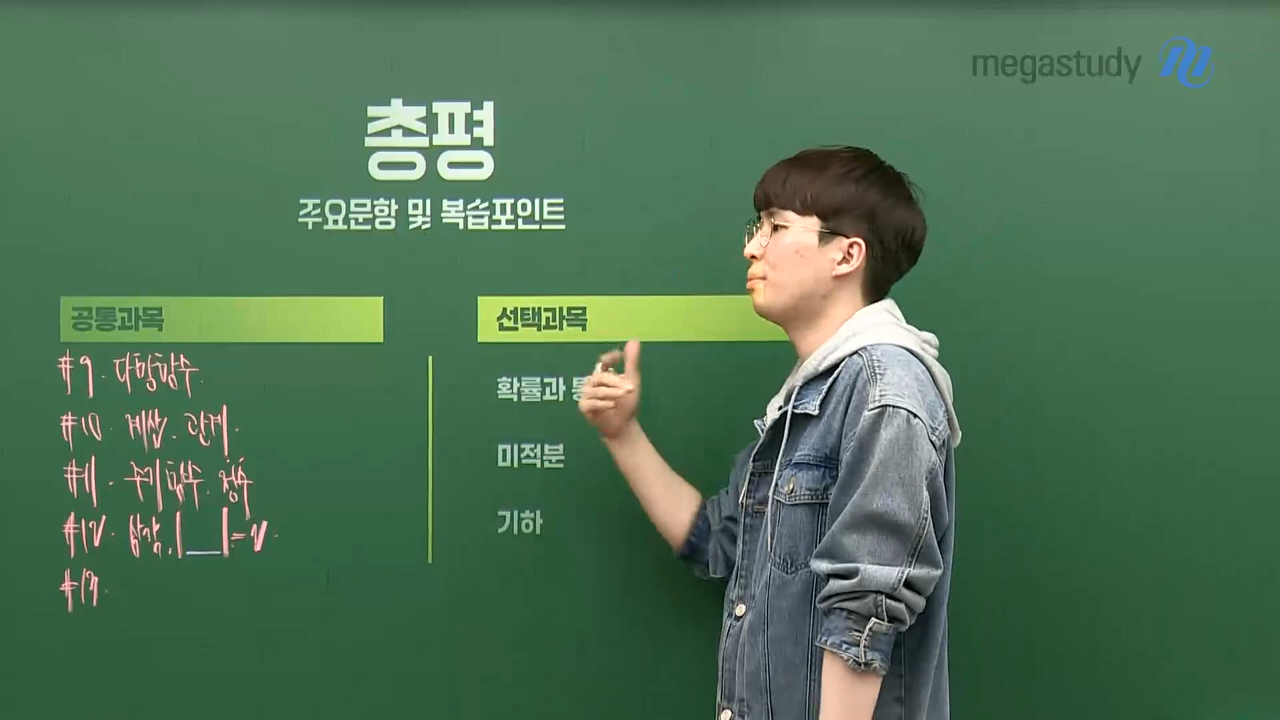 megastudy
총평
주요문항 및 복습포인트
공통과목
#9. 다항함수.
#10. 계산. 관계.
#11. 주기함수. 정수
#12. 삼각. |__|=2.
#13.
선택과목
확률과 통
미적분
기하